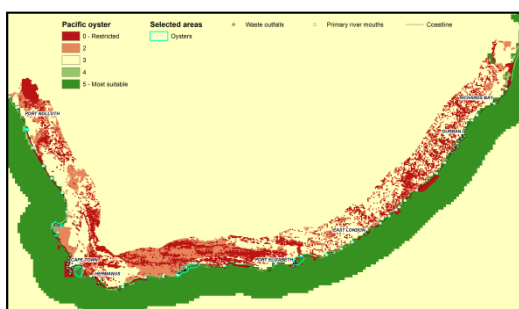 Pacific oyster
0 - Restricted
2
3
4
5 - Most suitable
Selected areas
Oysters
Waste outfalls
Primary river mouths
Coastline
PORT NOLLOTH
RICHARDS BAY
DURBAN
EAST LONDON
CAPE TOWN
HERMANUS
PORT ELIZABETH